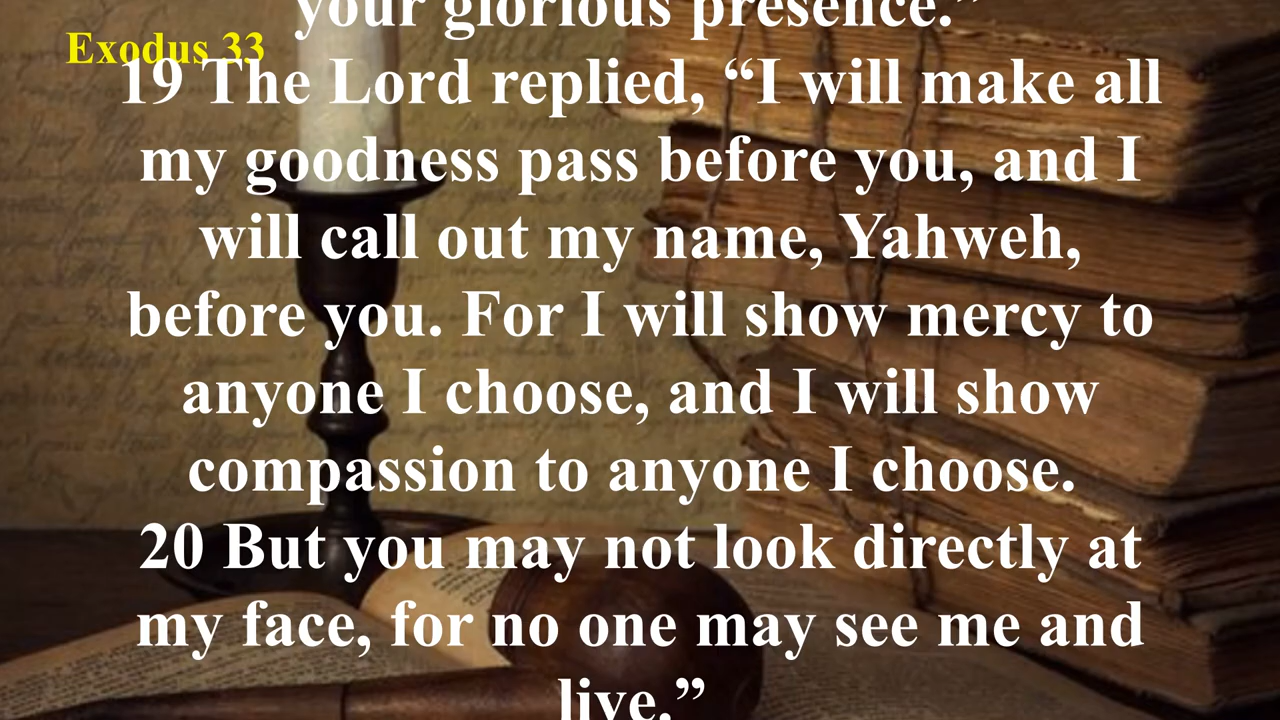 your glorious presence.”
Exodus 33
19 The Lord replied, “I will make all
my goodness pass before you, and I
will call out my name, Yahweh,
before you. For I will show mercy to
anyone I choose, and I will show
compassion to anyone I choose.
20 But you may not look directly at
my face, for no one may see me and
live.”